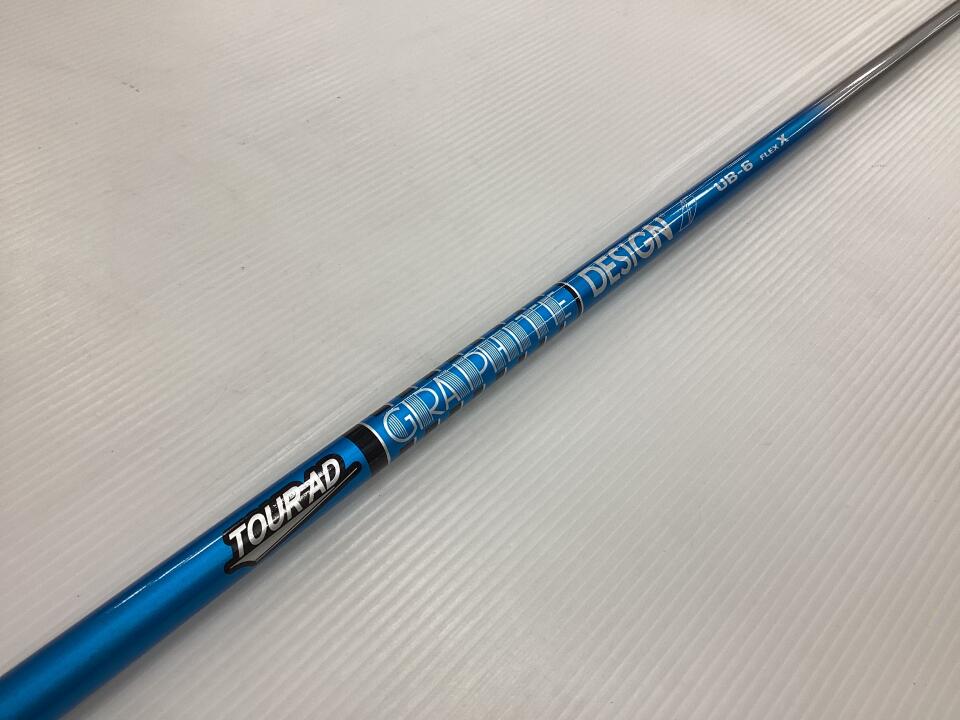 TOUR AD
GRAPHITE DESIGN
UB-6 FLEX X